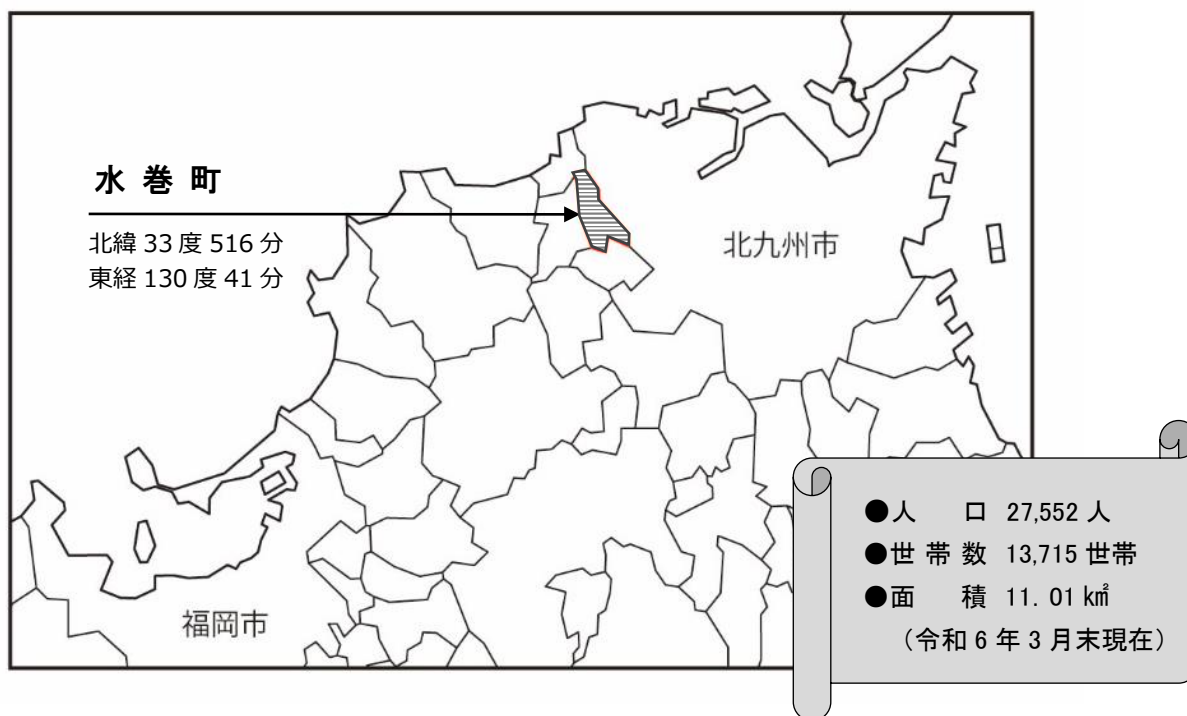 水巻町
北緯 33 度 516 分
東経 130 度 41 分
北九州市
福岡市
●人　口 27,552 人
●世帯数 13,715 世帯
●面　積 11.01 ㎢
（令和 6 年 3 月末現在）